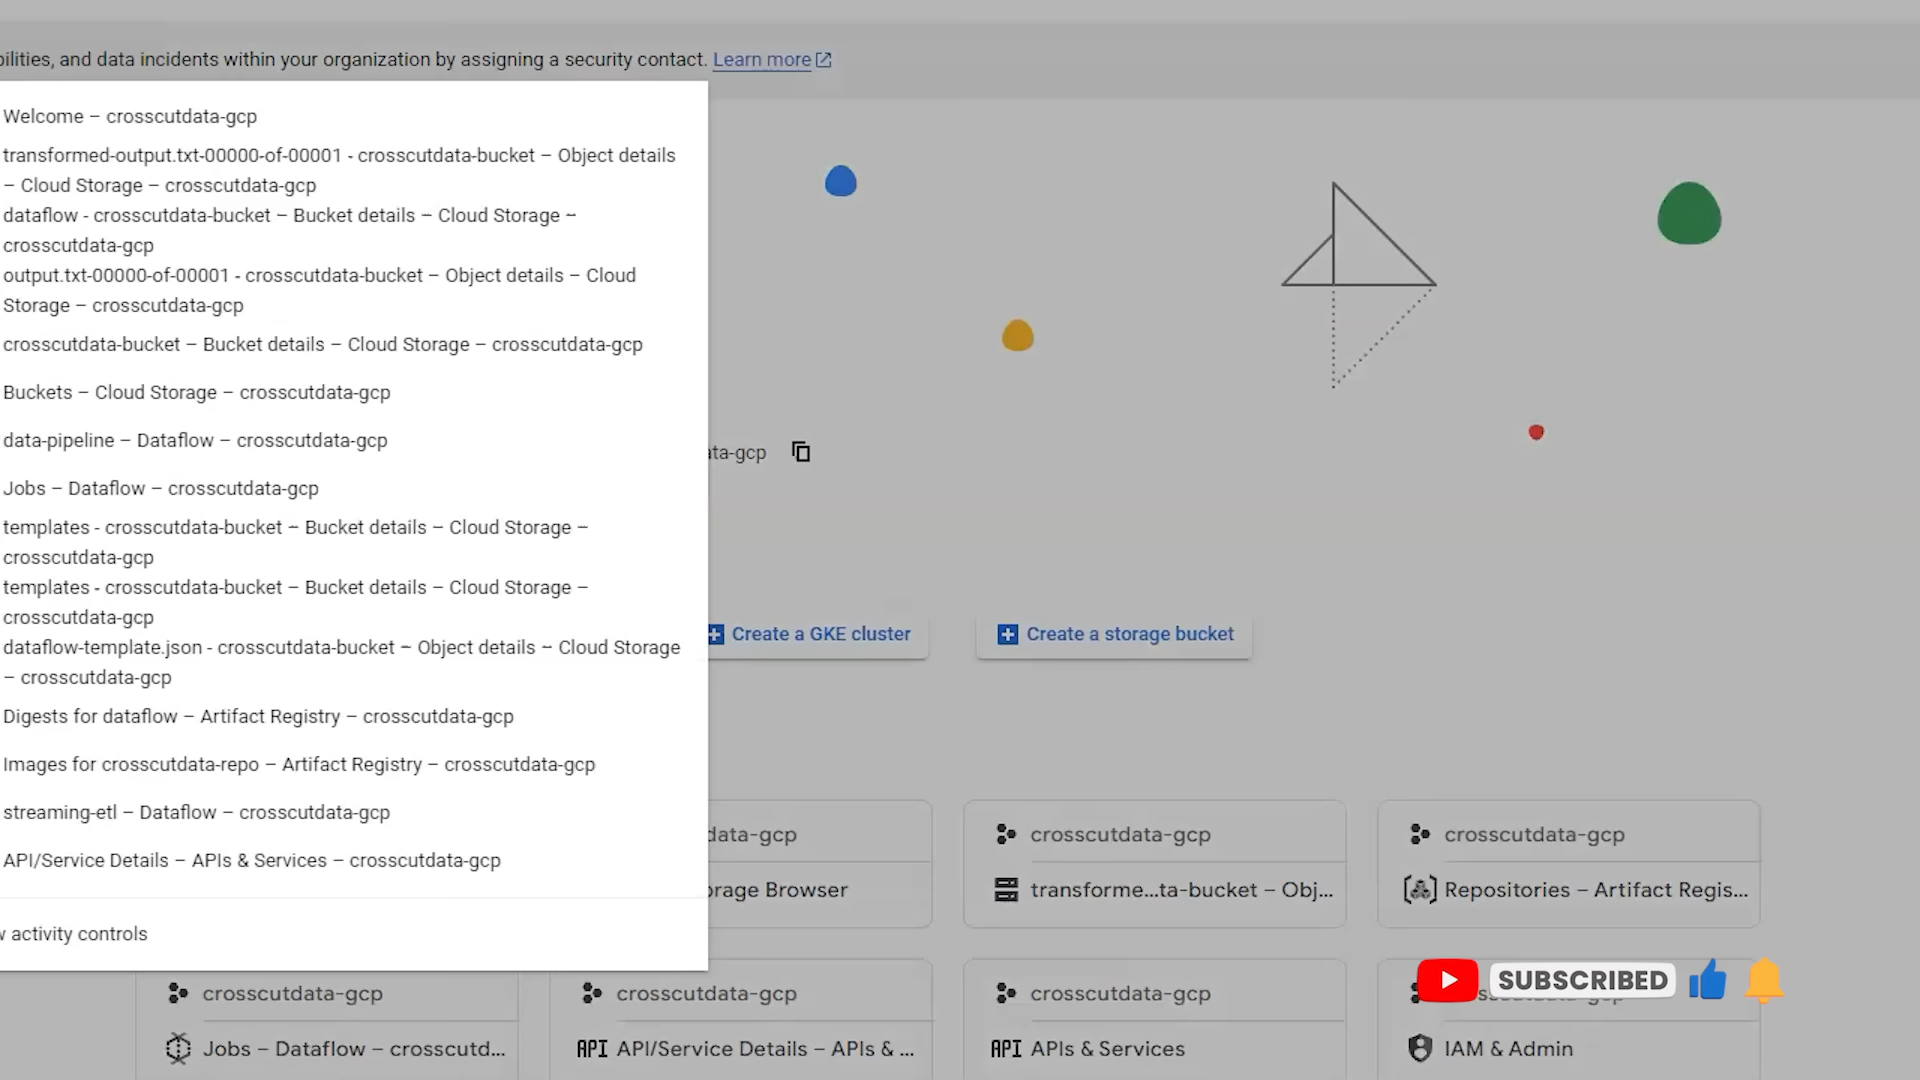 bilities, and data incidents within your organization by assigning a security contact. Learn more
Welcome – crosscutdata-gcp
transformed-output.txt-00000-of-00001 - crosscutdata-bucket – Object details
– Cloud Storage – crosscutdata-gcp
dataflow - crosscutdata-bucket – Bucket details – Cloud Storage –
crosscutdata-gcp
output.txt-00000-of-00001 - crosscutdata-bucket – Object details – Cloud
Storage – crosscutdata-gcp
crosscutdata-bucket – Bucket details – Cloud Storage – crosscutdata-gcp
Buckets – Cloud Storage – crosscutdata-gcp
data-pipeline – Dataflow – crosscutdata-gcp
ata-gcp
Jobs – Dataflow – crosscutdata-gcp
templates - crosscutdata-bucket – Bucket details – Cloud Storage –
crosscutdata-gcp
templates - crosscutdata-bucket – Bucket details – Cloud Storage –
crosscutdata-gcp
Create a GKE cluster
Create a storage bucket
dataflow-template.json - crosscutdata-bucket – Object details – Cloud Storage
– crosscutdata-gcp
Digests for dataflow – Artifact Registry – crosscutdata-gcp
Images for crosscutdata-repo – Artifact Registry – crosscutdata-gcp
streaming-etl – Dataflow – crosscutdata-gcp
API/Service Details – APIs & Services – crosscutdata-gcp
w activity controls
data-gcp
orage Browser
crosscutdata-gcp
transforme...ta-bucket – Obj...
crosscutdata-gcp
Repositories – Artifact Regis...
crosscutdata-gcp
Jobs – Dataflow – crosscutd...
crosscutdata-gcp
API API/Service Details – APIs & ...
crosscutdata-gcp
API APIs & Services
SUBSCRIBED
IAM & Admin